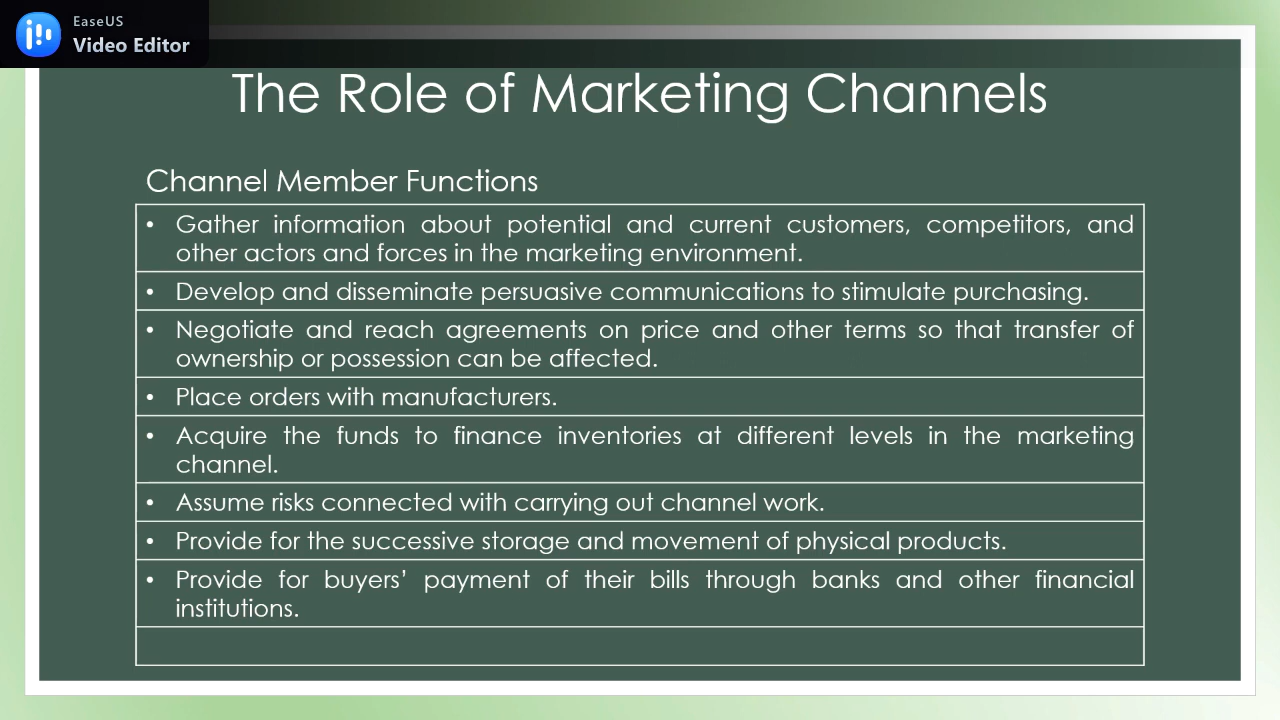 EaseUS
Video Editor
The Role of Marketing Channels
Channel Member Functions
• Gather information about potential and current customers, competitors, and
other actors and forces in the marketing environment.
• Develop and disseminate persuasive communications to stimulate purchasing.
• Negotiate and reach agreements on price and other terms so that transfer of
ownership or possession can be affected.
• Place orders with manufacturers.
• Acquire the funds to finance inventories at different levels in the marketing
channel.
• Assume risks connected with carrying out channel work.
• Provide for the successive storage and movement of physical products.
• Provide for buyers’ payment of their bills through banks and other financial
institutions.